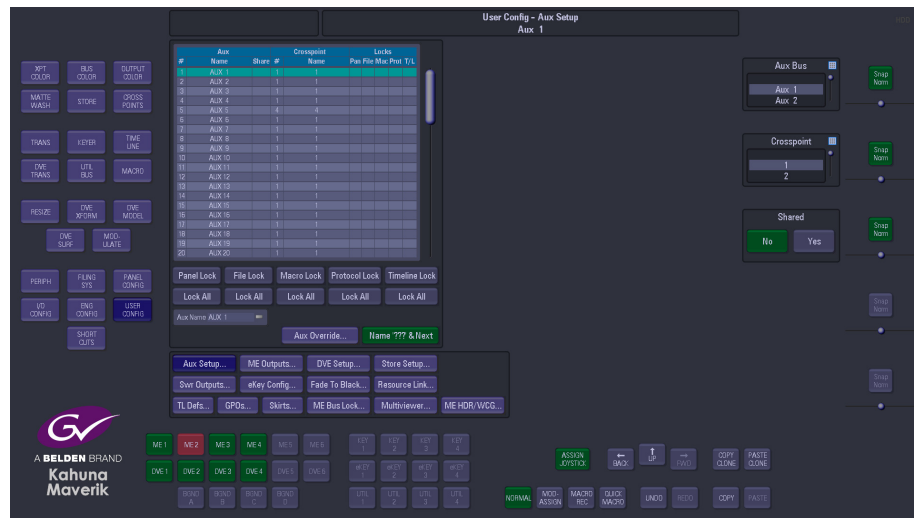 User Config - Aux Setup
Aux 1
HDD
Aux Crosspoint Locks
# Name Share # Name Pan File Mac Prot T/L
1 AUX 1 1 1
2 AUX 2 1 1
3 AUX 3 1 1
4 AUX 4 1 1
5 AUX 5 4 4
6 AUX 6 1 1
7 AUX 7 1 1
8 AUX 8 1 1
9 AUX 9 1 1
10 AUX 10 1 1
11 AUX 11 1 1
12 AUX 12 1 1
13 AUX 13 1 1
14 AUX 14 1 1
15 AUX 15 1 1
16 AUX 16 1 1
17 AUX 17 1 1
18 AUX 18 1 1
19 AUX 19 1 1
20 AUX 20 1 1
Panel Lock File Lock Macro Lock Protocol Lock Timeline Lock
Lock All Lock All Lock All Lock All Lock All
Aux Name AUX 1
Aux Override... Name '??? & Next
Aux Setup... ME Outputs... DVE Setup... Store Setup...
Swr Outputs... eKey Config... Fade To Black... Resource Link...
TL Defs... GPOs... Skirts... ME Bus Lock... Multiviewer... ME HDR/WCG...
XPT COLOR
BUS COLOR
OUTPUT COLOR
MATTE WASH
STORE
CROSS POINTS
TRANS
KEYER
TIME LINE
DVE TRANS
UTIL BUS
MACRO
RESIZE
DVE XFORM
DVE MODEL
DVE SURF
MOD- ULATE
PERIPH
FILING SYS
PANEL CONFIG
I/O CONFIG
ENG CONFIG
USER CONFIG
SHORT CUTS
Aux Bus
Aux 1
Aux 2
Snap Norm
Crosspoint
1
2
Snap Norm
Shared
No Yes
Snap Norm
Snap Norm
Snap Norm
GV
A BELDEN BRAND
Kahuna
Maverik
ME 1 ME 2 ME 3 ME 4 ME 5 ME 6
DVE 1 DVE 2 DVE 3 DVE 4 DVE 5 DVE 6
BGND A BGND B BGND C BGND D
KEY 1 KEY 2 KEY 3 KEY 4
eKEY 1 eKEY 2 eKEY 3 eKEY 4
UTIL 1 UTIL 2 UTIL 3 UTIL 4
ASSIGN JOYSTICK
← BACK
↑ UP
→ FWD
COPY CLONE
PASTE CLONE
NORMAL
MOD- ASSIGN
MACRO REC
QUICK MACRO
UNDO
REDO
COPY
PASTE